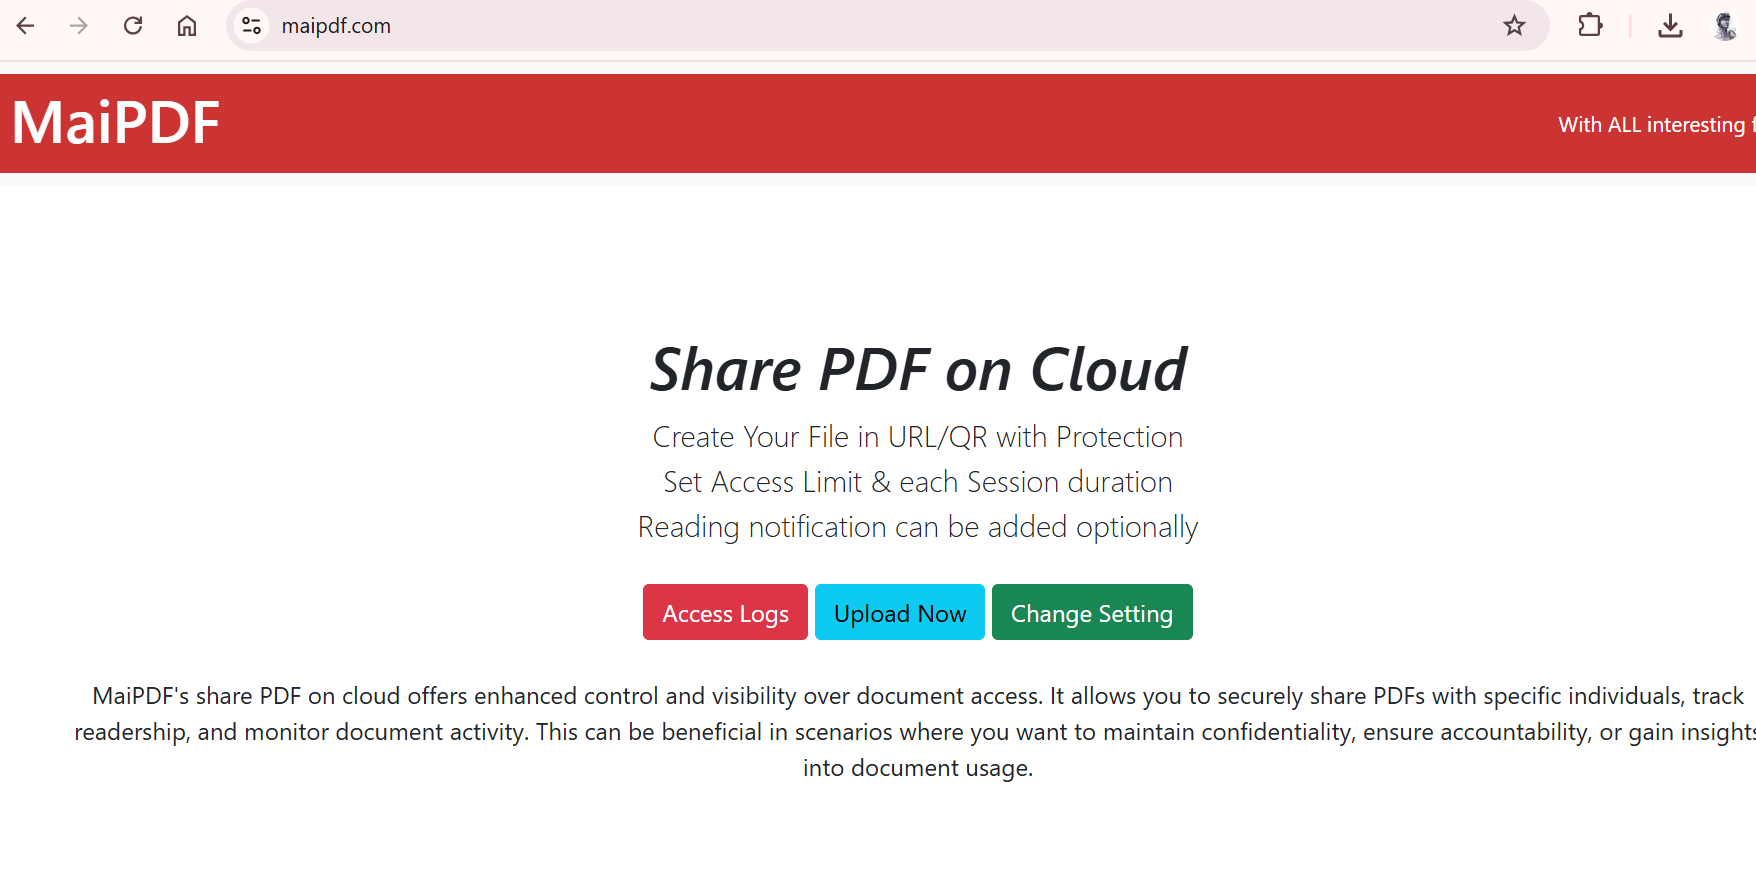 maipdf.com
MaiPDF
With ALL interesting
Share PDF on Cloud
Create Your File in URL/QR with Protection
Set Access Limit & each Session duration
Reading notification can be added optionally
Access Logs
Upload Now
Change Setting
MaiPDF's share PDF on cloud offers enhanced control and visibility over document access. It allows you to securely share PDFs with specific individuals, track
readership, and monitor document activity. This can be beneficial in scenarios where you want to maintain confidentiality, ensure accountability, or gain insights
into document usage.